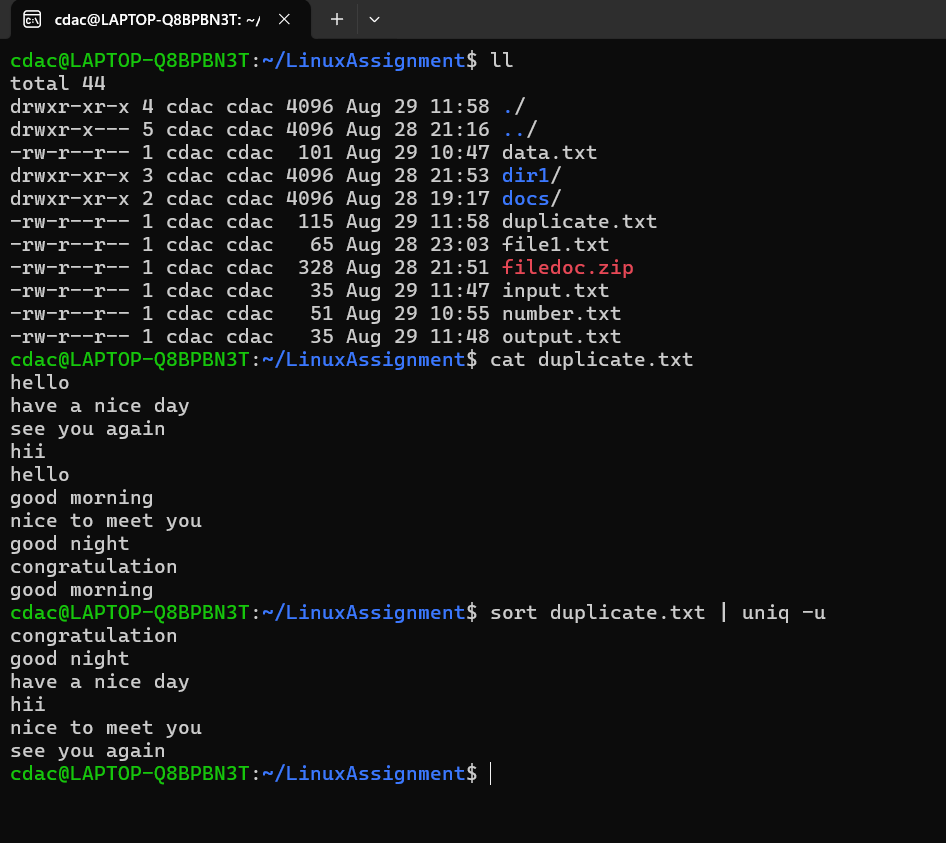 cdac@LAPTOP-Q8BPBN3T: ~/
cdac@LAPTOP-Q8BPBN3T:~/LinuxAssignment$ ll
total 44
drwxr-xr-x 4 cdac cdac 4096 Aug 29 11:58 ./
drwxr-x--- 5 cdac cdac 4096 Aug 28 21:16 ../
-rw-r--r-- 1 cdac cdac  101 Aug 29 10:47 data.txt
drwxr-xr-x 3 cdac cdac 4096 Aug 28 21:53 dir1/
drwxr-xr-x 2 cdac cdac 4096 Aug 28 19:17 docs/
-rw-r--r-- 1 cdac cdac  115 Aug 29 11:58 duplicate.txt
-rw-r--r-- 1 cdac cdac   65 Aug 28 23:03 file1.txt
-rw-r--r-- 1 cdac cdac  328 Aug 28 21:51 filedoc.zip
-rw-r--r-- 1 cdac cdac   35 Aug 29 11:47 input.txt
-rw-r--r-- 1 cdac cdac   51 Aug 29 10:55 number.txt
-rw-r--r-- 1 cdac cdac   35 Aug 29 11:48 output.txt
cdac@LAPTOP-Q8BPBN3T:~/LinuxAssignment$ cat duplicate.txt
hello
have a nice day
see you again
hii
hello
good morning
nice to meet you
good night
congratulation
good morning
cdac@LAPTOP-Q8BPBN3T:~/LinuxAssignment$ sort duplicate.txt | uniq -u
congratulation
good night
have a nice day
hii
nice to meet you
see you again
cdac@LAPTOP-Q8BPBN3T:~/LinuxAssignment$